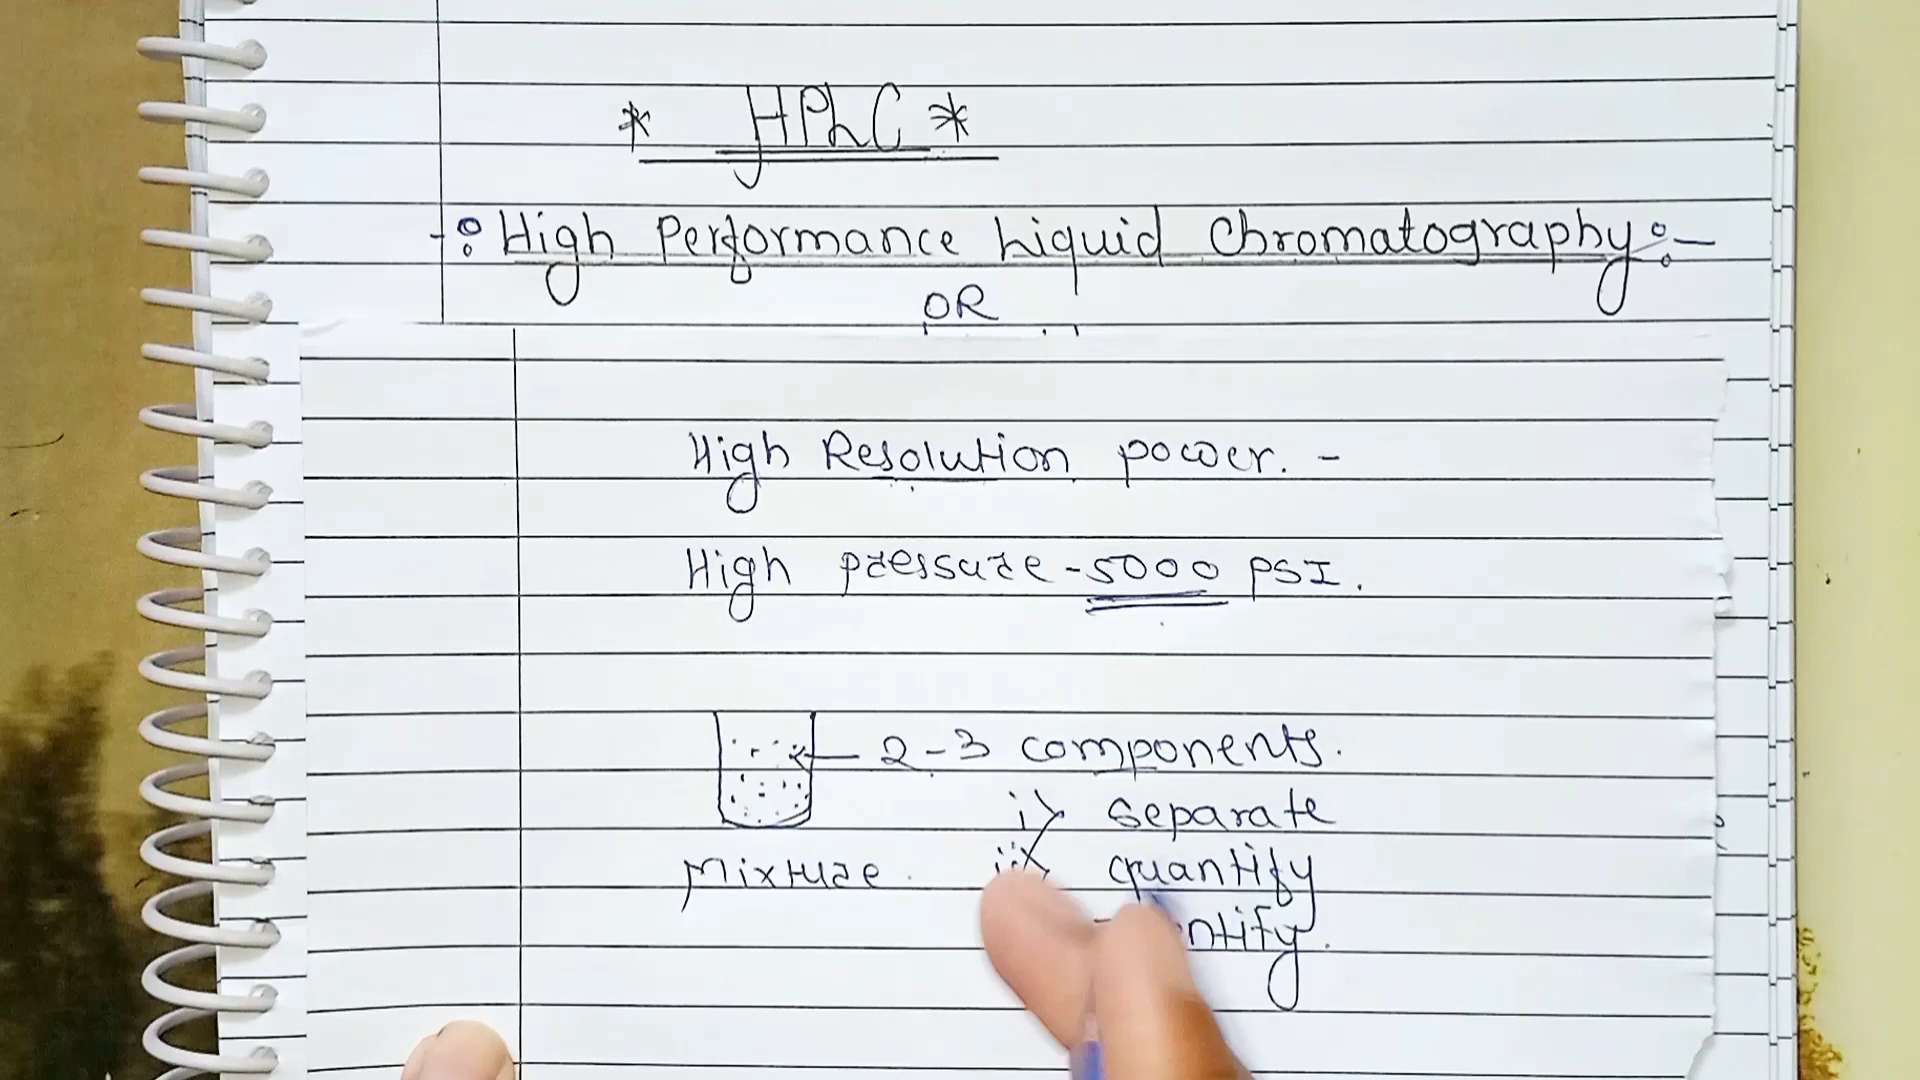 * HPLC *
-: High Performance Liquid Chromatography :-
OR
High Resolution power. -
High pressure - 5000 PSI.
2-3 components.
i> separate
Mixture. ii> quantify
ntify.